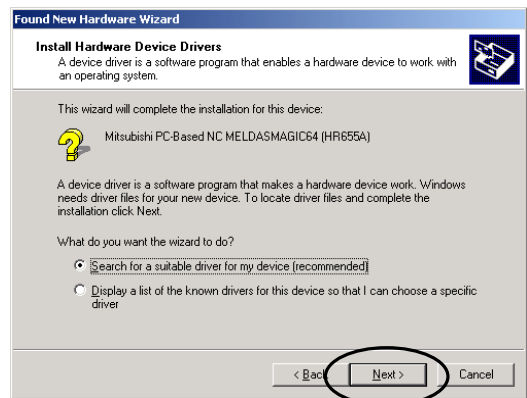 Found New Hardware Wizard
Install Hardware Device Drivers
A device driver is a software program that enables a hardware device to work with
an operating system.
This wizard will complete the installation for this device:
Mitsubishi PC-Based NC MELDASMAGIC64 (HR655A)
A device driver is a software program that makes a hardware device work. Windows
needs driver files for your new device. To locate driver files and complete the
installation click Next.
What do you want the wizard to do?
Search for a suitable driver for my device (recommended)
Display a list of the known drivers for this device so that I can choose a specific
driver
< Back Next > Cancel